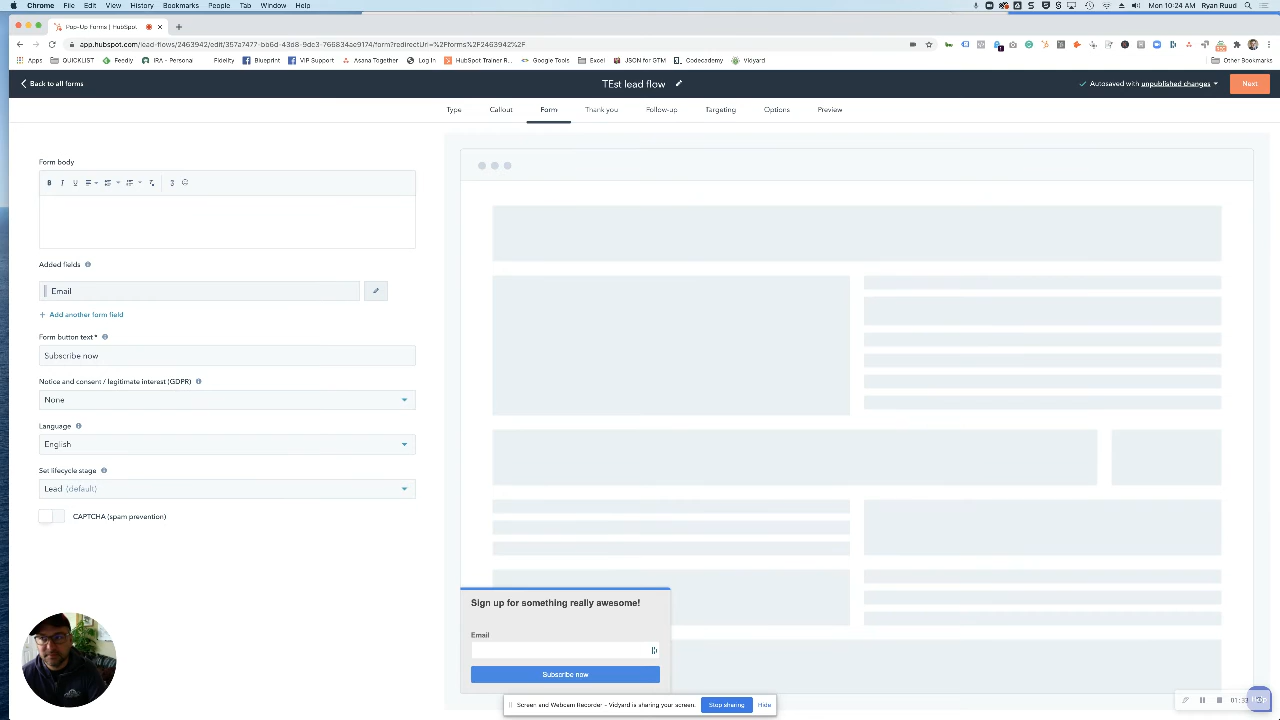 Chrome File Edit View History Bookmarks People Tab Window Help Mon 10:24 AM Ryan Ruud
Pop-Up Forms | HubSpot
QUICKLIST Feedly IRA - Personal Fidelity Blueprint VIP Support Asana Together Log In HubSpot Trainer R... Google Tools Excel JSON for GTM Codecademy Vidyard Other Bookmarks
Back to all forms TEst lead flow Autosaved with unpublished changes Next
Type Callout Form Thank you Follow-up Targeting Options Preview
Form body
B I U
Added fields
Email
+ Add another form field
Form button text *
Subscribe now
Notice and consent / legitimate interest (GDPR)
None
Language
English
Set lifecycle stage
Lead (default)
CAPTCHA (spam prevention)
Sign up for something really awesome!
Email
Subscribe now
Screen and Webcam Recorder - Vidyard is sharing your screen. Stop sharing Hide
01:33